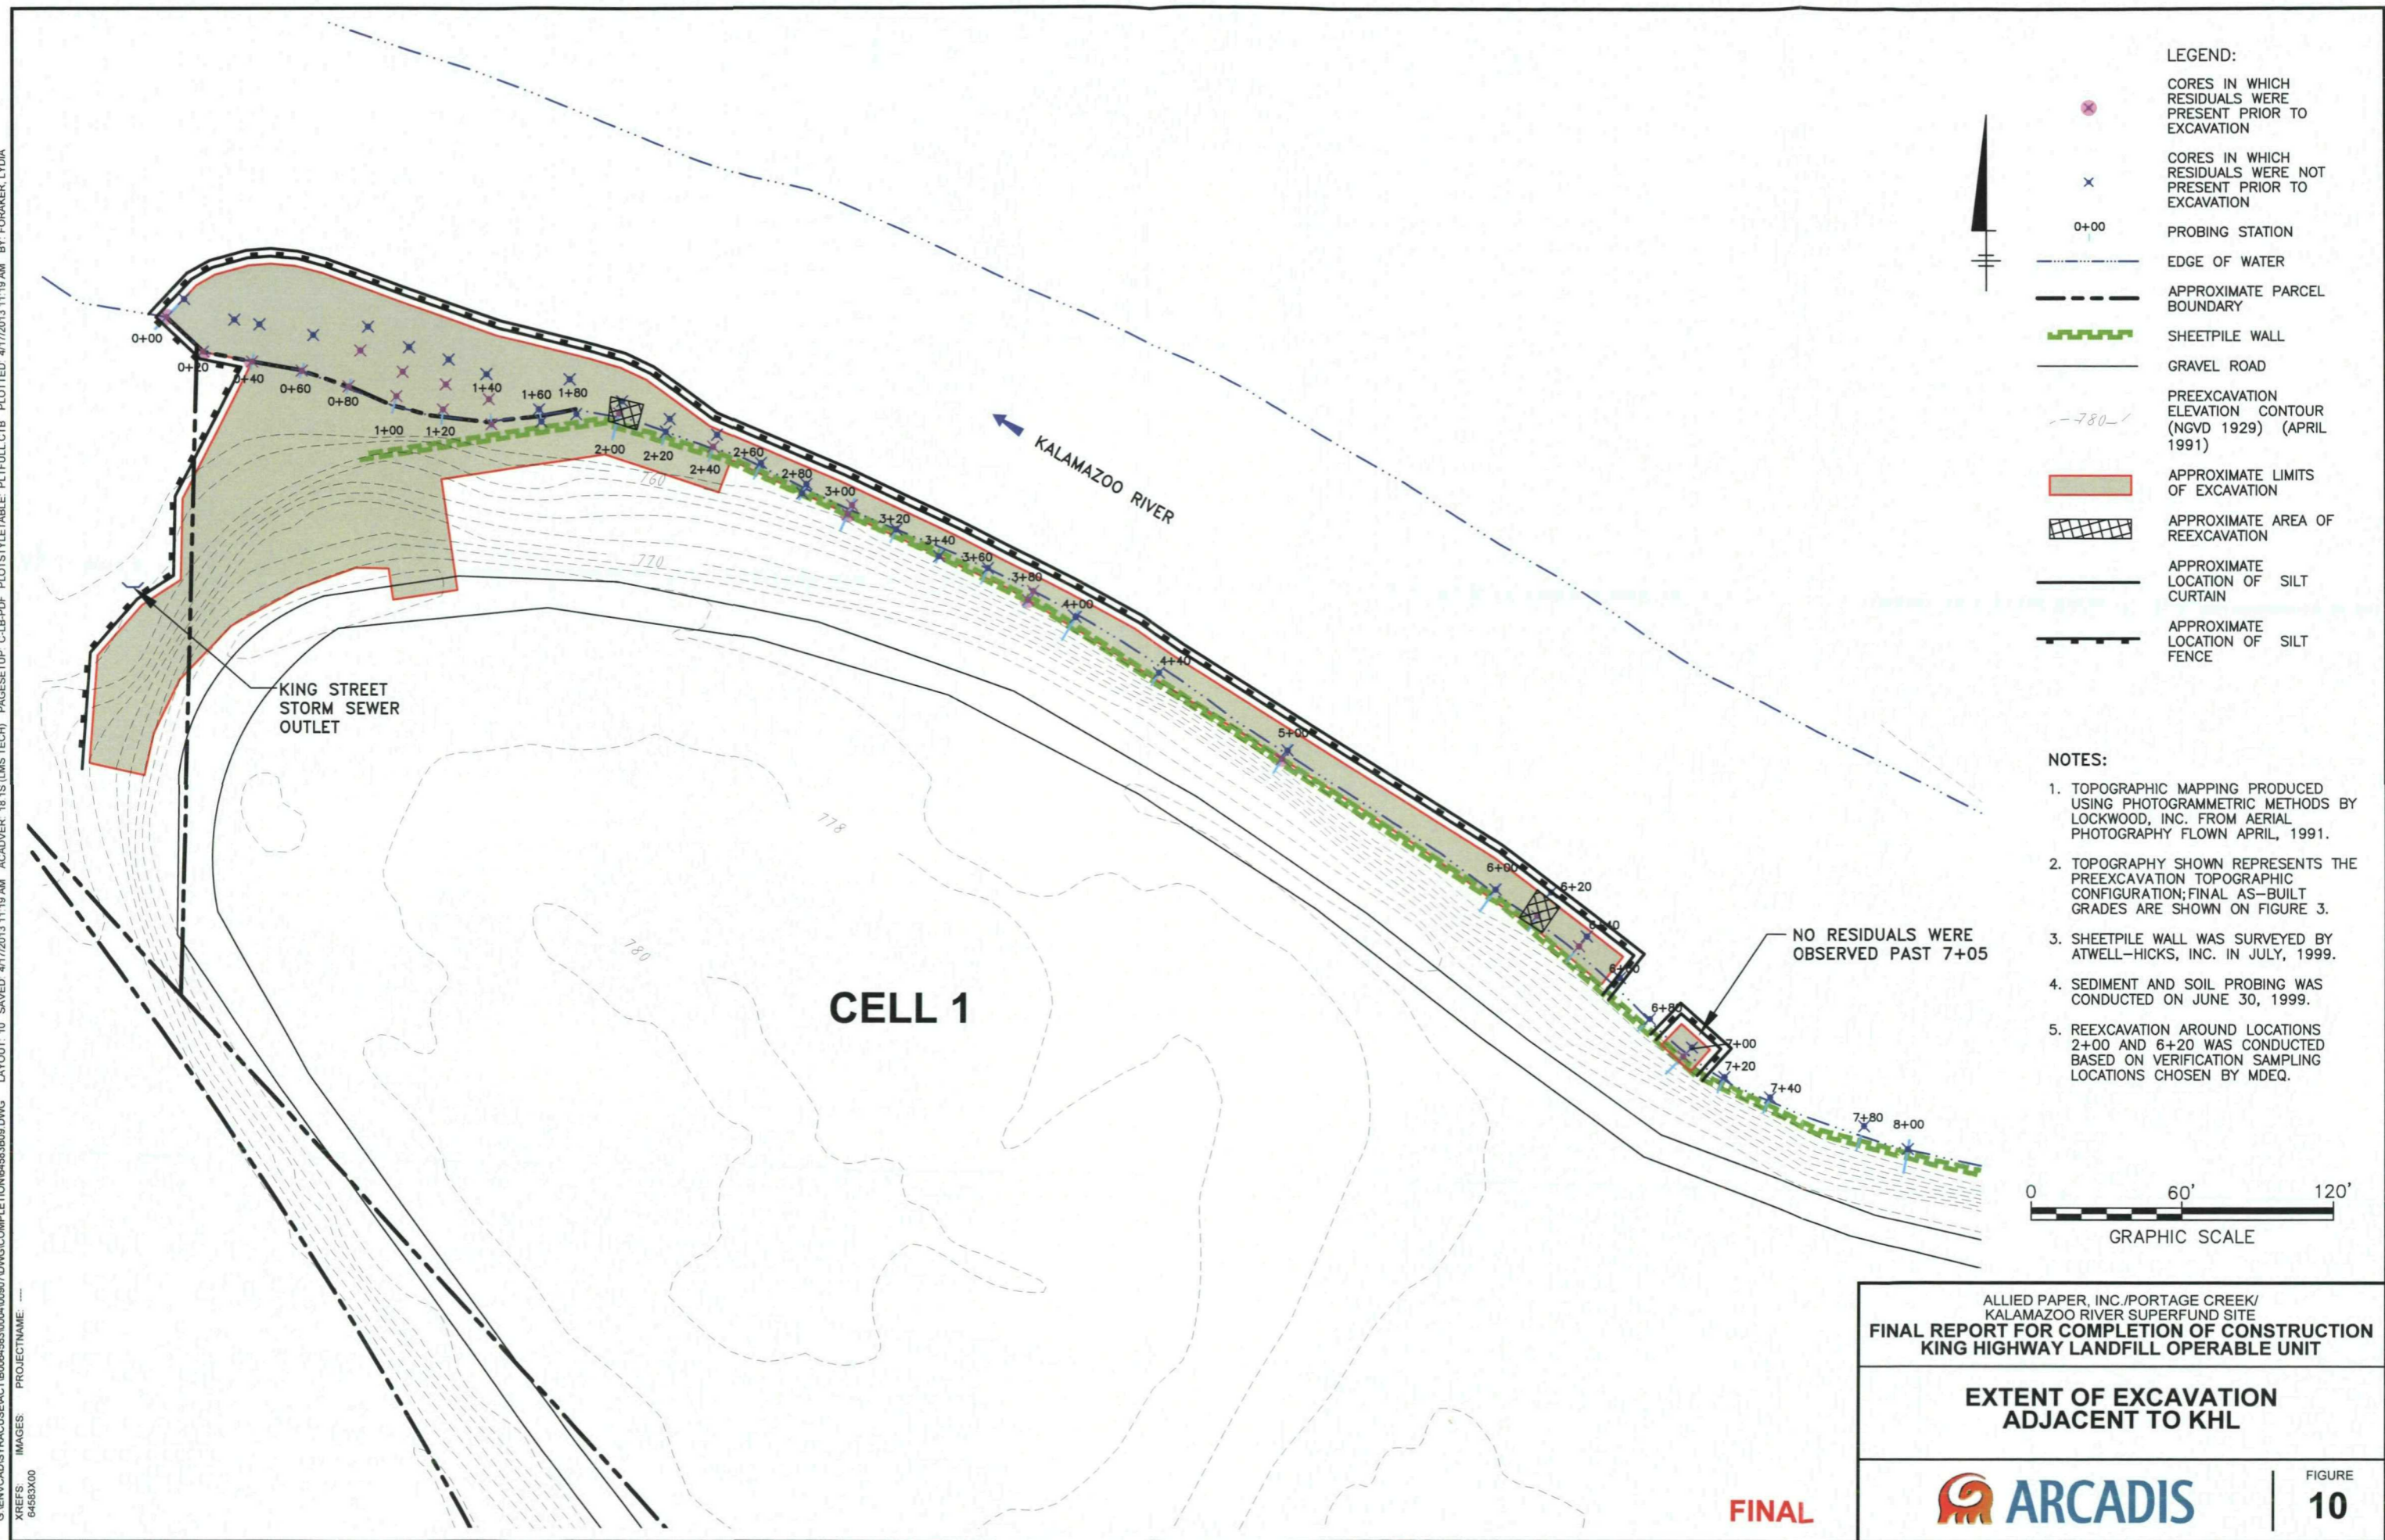 LEGEND:
CORES IN WHICH
RESIDUALS WERE
PRESENT PRIOR TO
EXCAVATION
CORES IN WHICH
RESIDUALS WERE NOT
PRESENT PRIOR TO
EXCAVATION
0+00
PROBING STATION
EDGE OF WATER
APPROXIMATE PARCEL
BOUNDARY
SHEETPILE WALL
GRAVEL ROAD
780
PREEXCAVATION
ELEVATION CONTOUR
(NGVD 1929) (APRIL
1991)
APPROXIMATE LIMITS
OF EXCAVATION
APPROXIMATE AREA OF
REEXCAVATION
APPROXIMATE
LOCATION OF SILT
CURTAIN
APPROXIMATE
LOCATION OF SILT
FENCE
NOTES:
1. TOPOGRAPHIC MAPPING PRODUCED
USING PHOTOGRAMMETRIC METHODS BY
LOCKWOOD, INC. FROM AERIAL
PHOTOGRAPHY FLOWN APRIL, 1991.
2. TOPOGRAPHY SHOWN REPRESENTS THE
PREEXCAVATION TOPOGRAPHIC
CONFIGURATION; FINAL AS-BUILT
GRADES ARE SHOWN ON FIGURE 3.
3. SHEETPILE WALL WAS SURVEYED BY
ATWELL-HICKS, INC. IN JULY, 1999.
4. SEDIMENT AND SOIL PROBING WAS
CONDUCTED ON JUNE 30, 1999.
5. REEXCAVATION AROUND LOCATIONS
2+00 AND 6+20 WAS CONDUCTED
BASED ON VERIFICATION SAMPLING
LOCATIONS CHOSEN BY MDEQ.
0 60' 120'
GRAPHIC SCALE
KALAMAZOO RIVER
0+00
0+20
0+40
0+60
0+80
1+00
1+20
1+40
1+60
1+80
2+00
2+20
2+40
2+60
2+80
3+00
3+20
3+40
3+60
3+80
4+00
4+40
5+00
6+00
6+20
6+40
6+60
6+80
7+00
7+20
7+40
7+80
8+00
760
770
778
780
KING STREET
STORM SEWER
OUTLET
NO RESIDUALS WERE
OBSERVED PAST 7+05
CELL 1
ALLIED PAPER, INC./PORTAGE CREEK/
KALAMAZOO RIVER SUPERFUND SITE
FINAL REPORT FOR COMPLETION OF CONSTRUCTION
KING HIGHWAY LANDFILL OPERABLE UNIT
EXTENT OF EXCAVATION
ADJACENT TO KHL
ARCADIS
FIGURE
10
FINAL
XREFS: IMAGES: PROJECTNAME: ----
64583X00